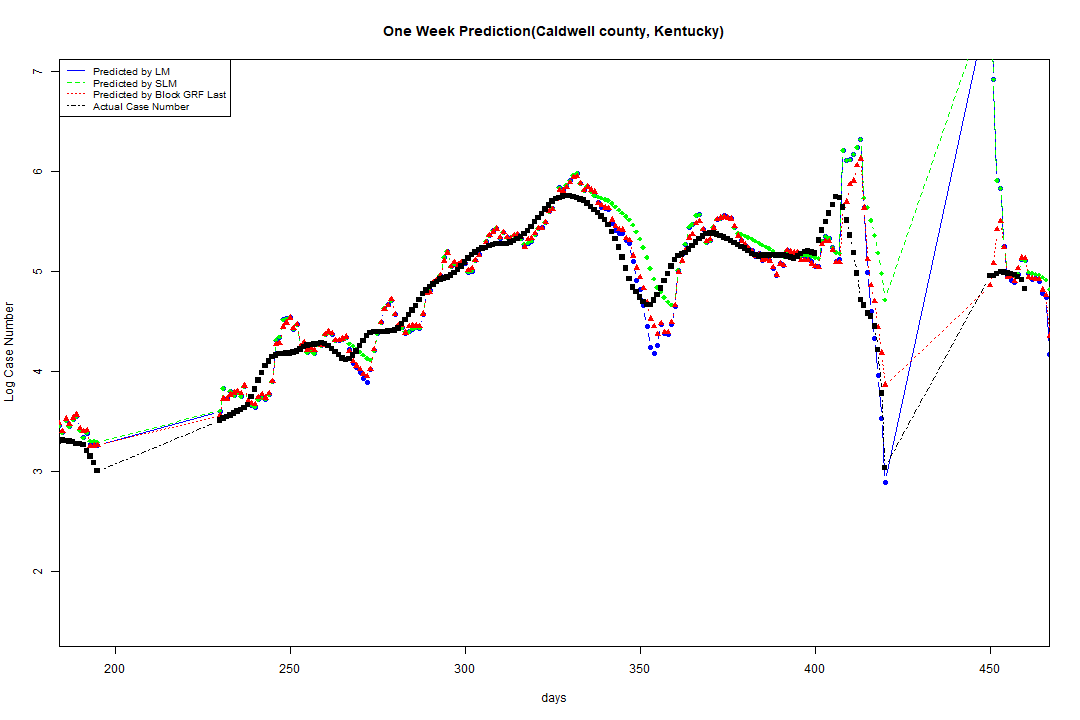 One Week Prediction(Caldwell county, Kentucky)
Predicted by LM
Predicted by SLM
Predicted by Block GRF Last
Actual Case Number
Log Case Number
7
6
5
4
3
2
200 250 300 350 400 450
days